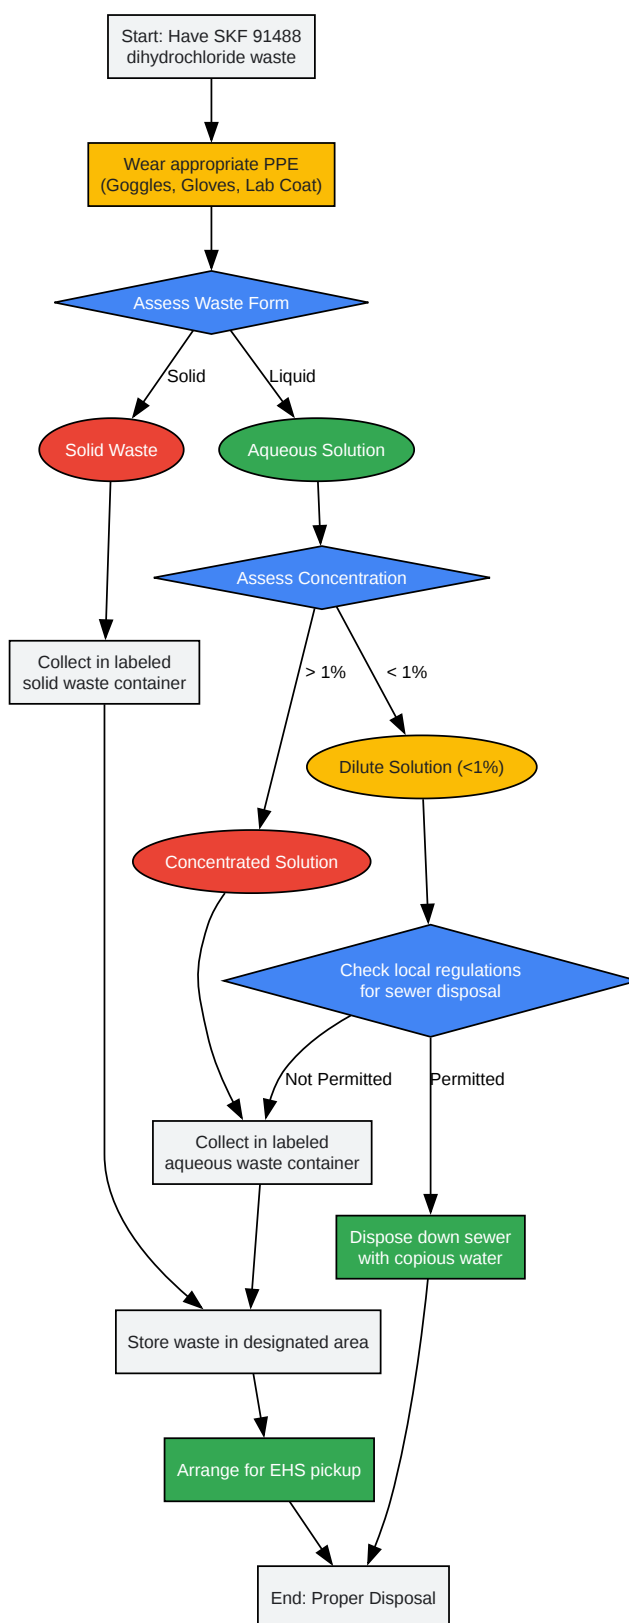 Start: Have SKF 91488
dihydrochloride waste
Wear appropriate PPE
(Goggles, Gloves, Lab Coat)
Assess Waste Form
Solid
Liquid
Solid Waste
Aqueous Solution
Assess Concentration
Collect in labeled
solid waste container
> 1%
< 1%
Dilute Solution (<1%)
Concentrated Solution
Check local regulations
for sewer disposal
Not Permitted
Permitted
Collect in labeled
aqueous waste container
Dispose down sewer
with copious water
Store waste in designated area
Arrange for EHS pickup
End: Proper Disposal